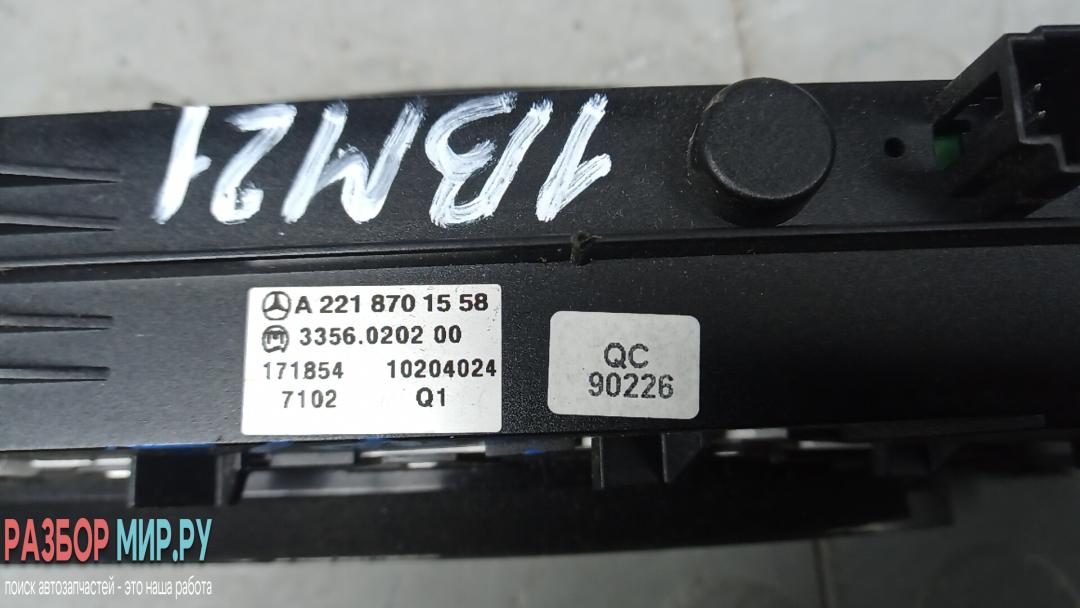 1BM21
A 221 870 15 58
3356.0202 00
171854 10204024
7102 Q1
QC
90226
РАЗБОР МИР.РУ
поиск автозапчастей - это наша работа